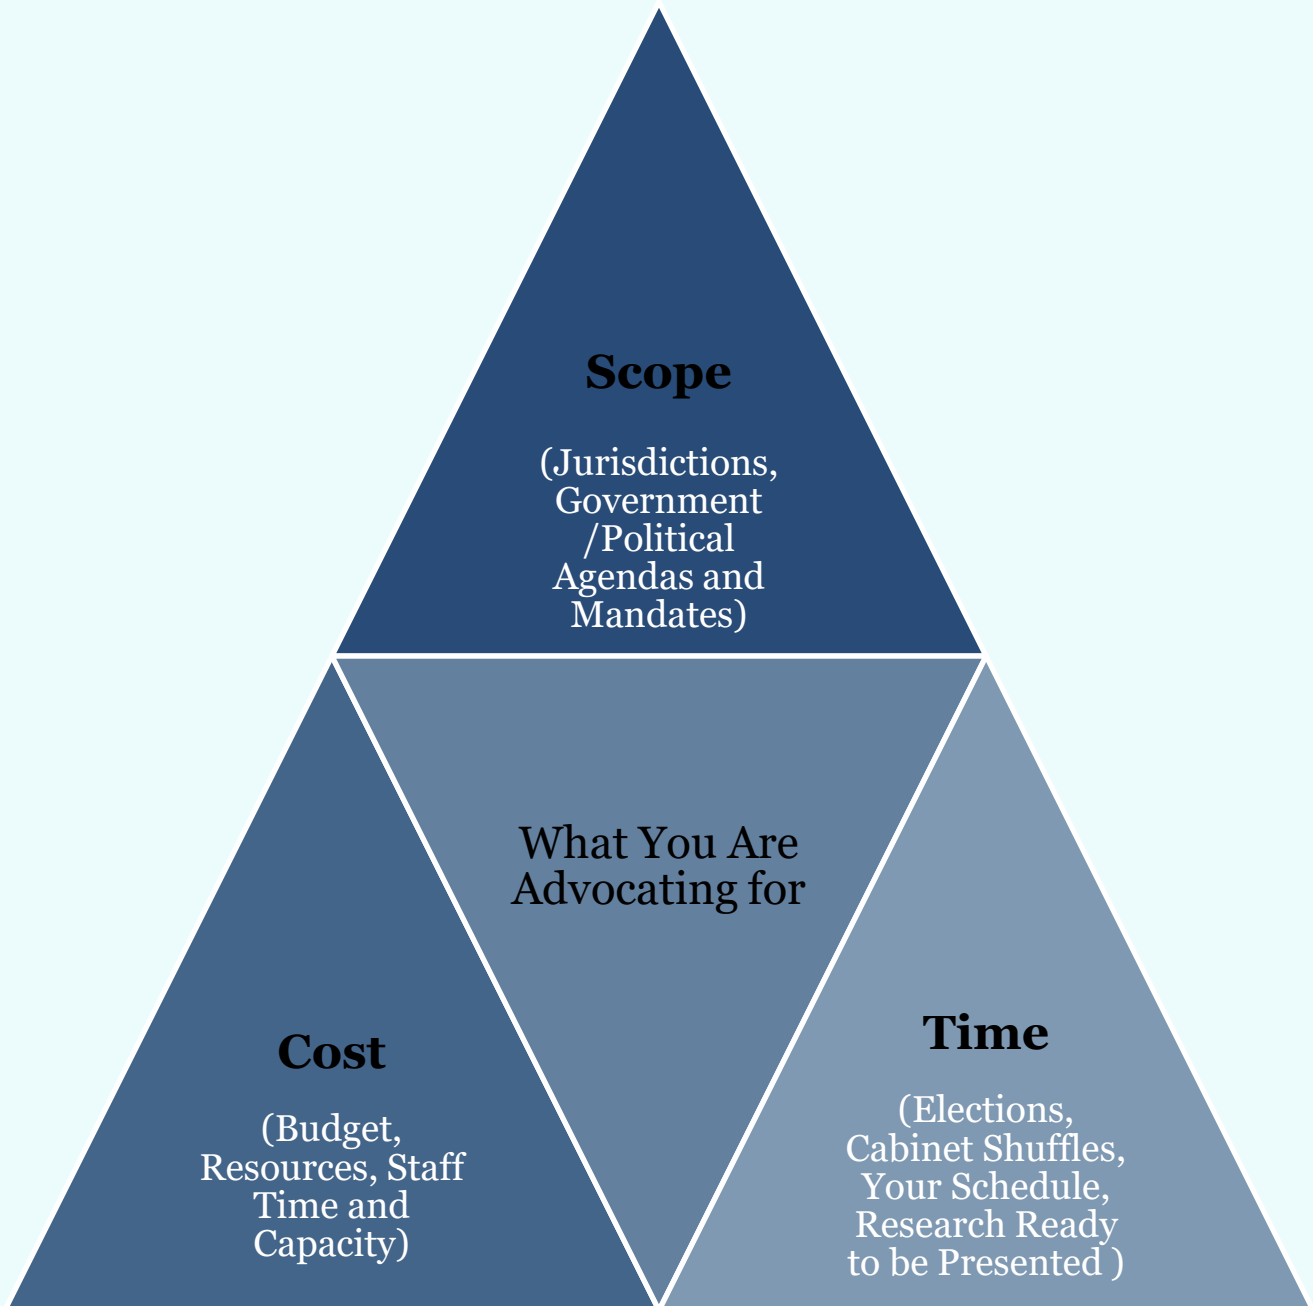 Scope
(Jurisdictions,
Government
/Political
Agendas and
Mandates)
What You Are
Advocating for
Cost
(Budget,
Resources, Staff
Time and
Capacity)
Time
(Elections,
Cabinet Shuffles,
Your Schedule,
Research Ready
to be Presented )